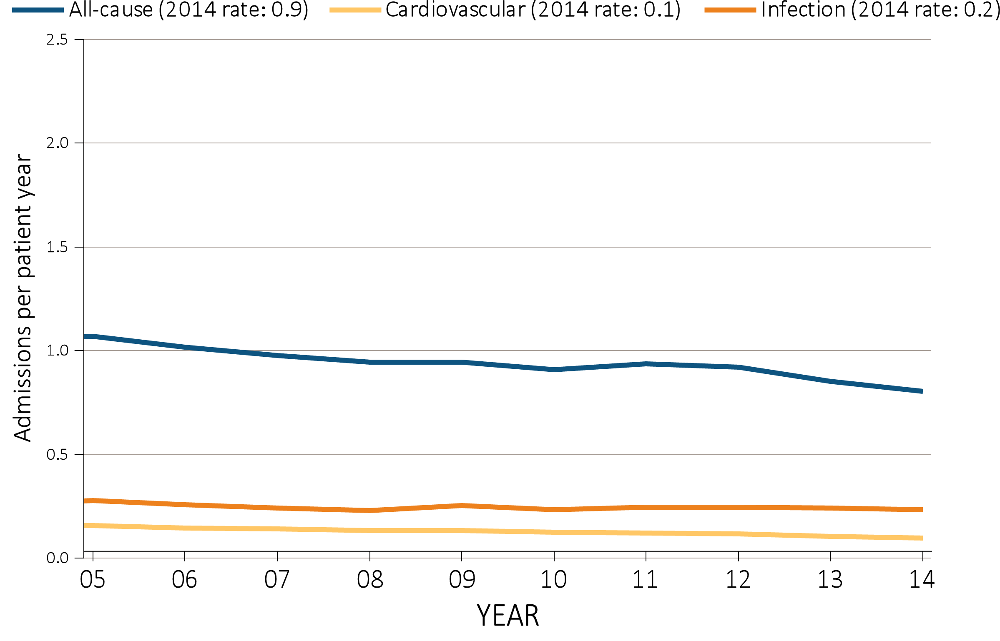 All-cause (2014 rate: 0.9) Cardiovascular (2014 rate: 0.1) Infection (2014 rate: 0.2)
2.5
2.0
1.5
1.0
0.5
0.0
Admissions per patient year
05 06 07 08 09 10 11 12 13 14
YEAR